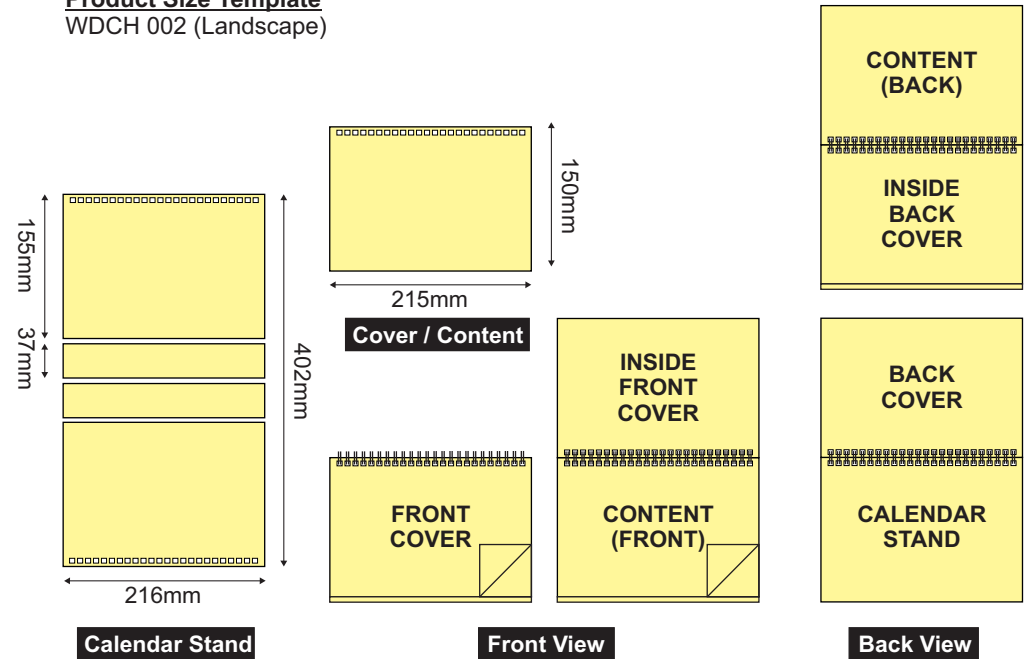 Product Size Template
WDCH 002 (Landscape)
155mm
37mm
402mm
216mm
Calendar Stand
150mm
215mm
Cover / Content
FRONT
COVER
INSIDE
FRONT
COVER
CONTENT
(FRONT)
Front View
CONTENT
(BACK)
INSIDE
BACK
COVER
BACK
COVER
CALENDAR
STAND
Back View